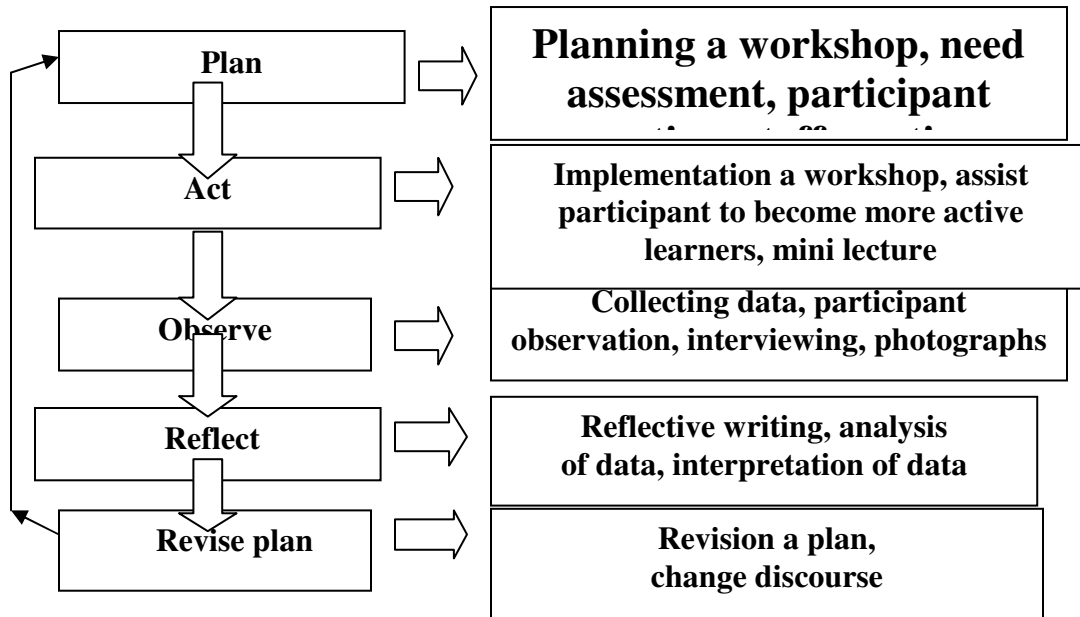 Plan
Planning a workshop, need
assessment, participant
Act
Implementation a workshop, assist
participant to become more active
learners, mini lecture
Observe
Collecting data, participant
observation, interviewing, photographs
Reflect
Reflective writing, analysis
of data, interpretation of data
Revise plan
Revision a plan,
change discourse